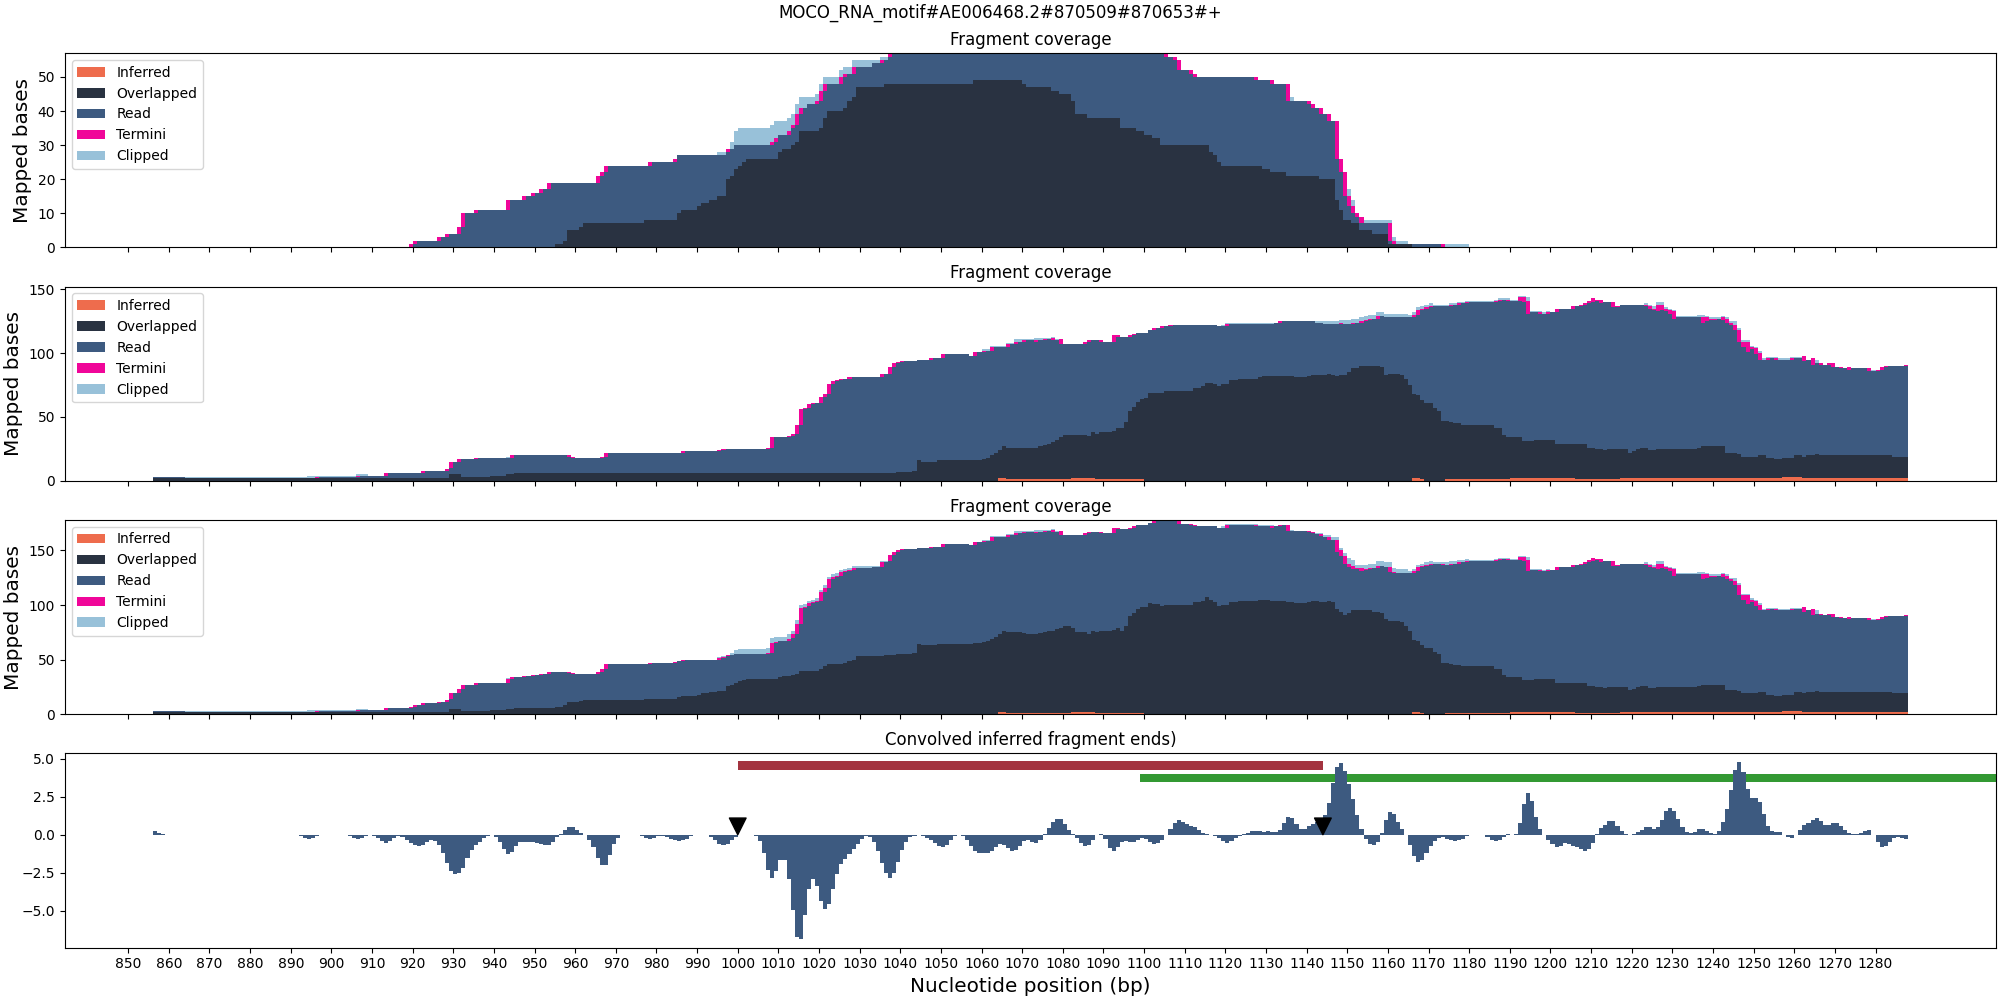 MOCO_RNA_motif#AE006468.2#870509#870653#+
Fragment coverage
Mapped bases
50
40
30
20
10
0
Inferred
Overlapped
Read
Termini
Clipped
Fragment coverage
Mapped bases
150
100
50
0
Inferred
Overlapped
Read
Termini
Clipped
Fragment coverage
Mapped bases
150
100
50
0
Inferred
Overlapped
Read
Termini
Clipped
Convolved inferred fragment ends)
5.0
2.5
0.0
−2.5
−5.0
850 860 870 880 890 900 910 920 930 940 950 960 970 980 990 1000 1010 1020 1030 1040 1050 1060 1070 1080 1090 1100 1110 1120 1130 1140 1150 1160 1170 1180 1190 1200 1210 1220 1230 1240 1250 1260 1270 1280
Nucleotide position (bp)